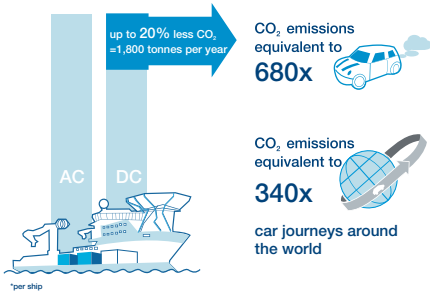 up to 20% less CO₂
=1,800 tonnes per year
CO₂ emissions
equivalent to
680x
AC DC
CO₂ emissions
equivalent to
340x
car journeys around
the world
*per ship